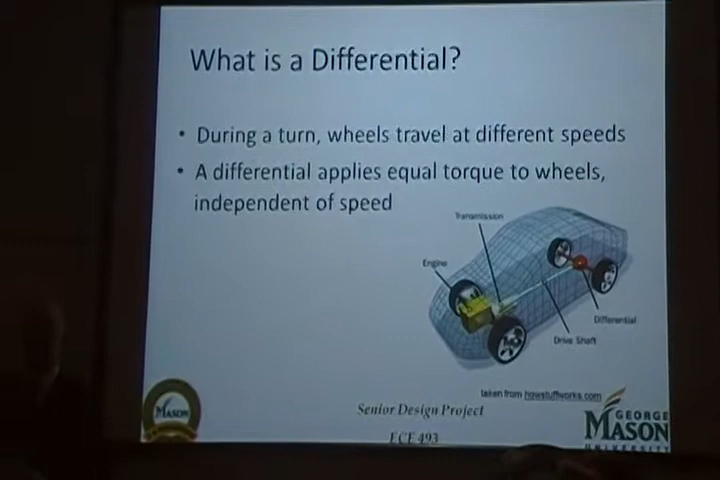 What is a Differential?
• During a turn, wheels travel at different speeds
• A differential applies equal torque to wheels,
independent of speed
Transmission
Engine
Differential
Drive Shaft
taken from howstuffworks.com
Senior Design Project
ECE 493
MASON
GEORGE
MASON
UNIVERSITY